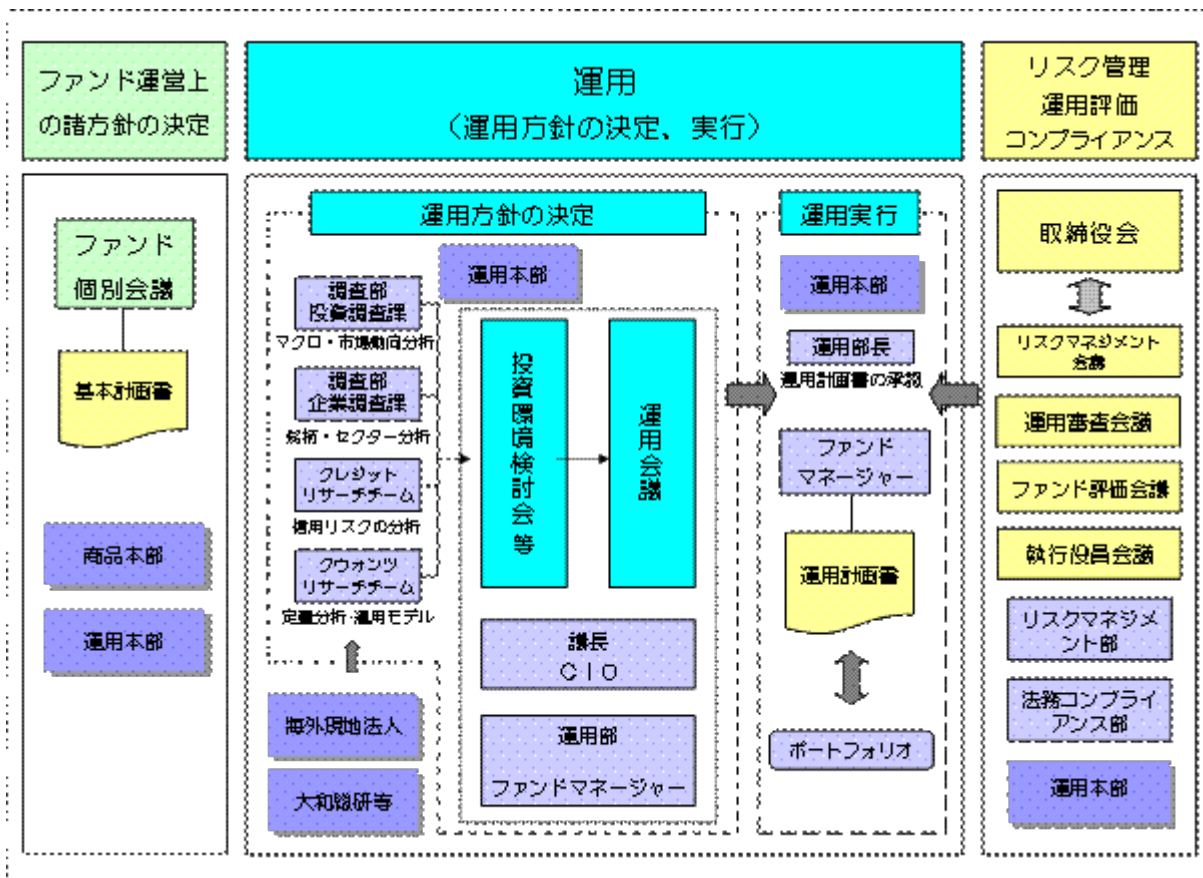 ファンド運営上
の諸方針の決定
運用
（運用方針の決定、実行）
リスク管理
運用評価
コンプライアンス
ファンド
個別会議
基本計画書
商品本部
運用本部
運用方針の決定
運用本部
調査部
投資調査課
マクロ・市場動向分析
調査部
企業調査課
銘柄・セクター分析
クレジット
リサーチチーム
信用リスクの分析
クウォンツ
リサーチチーム
定量分析・運用モデル
海外現地法人
大和総研等
投資環境検討会等
運用会議
議長
CIO
運用部
ファンドマネージャー
運用実行
運用本部
運用部長
運用計画書の承認
ファンド
マネージャー
運用計画書
ポートフォリオ
取締役会
リスクマネジメント
会議
運用審査会議
ファンド評価会議
執行役員会議
リスクマネジメ
ント部
法務コンプライ
アンス部
運用本部